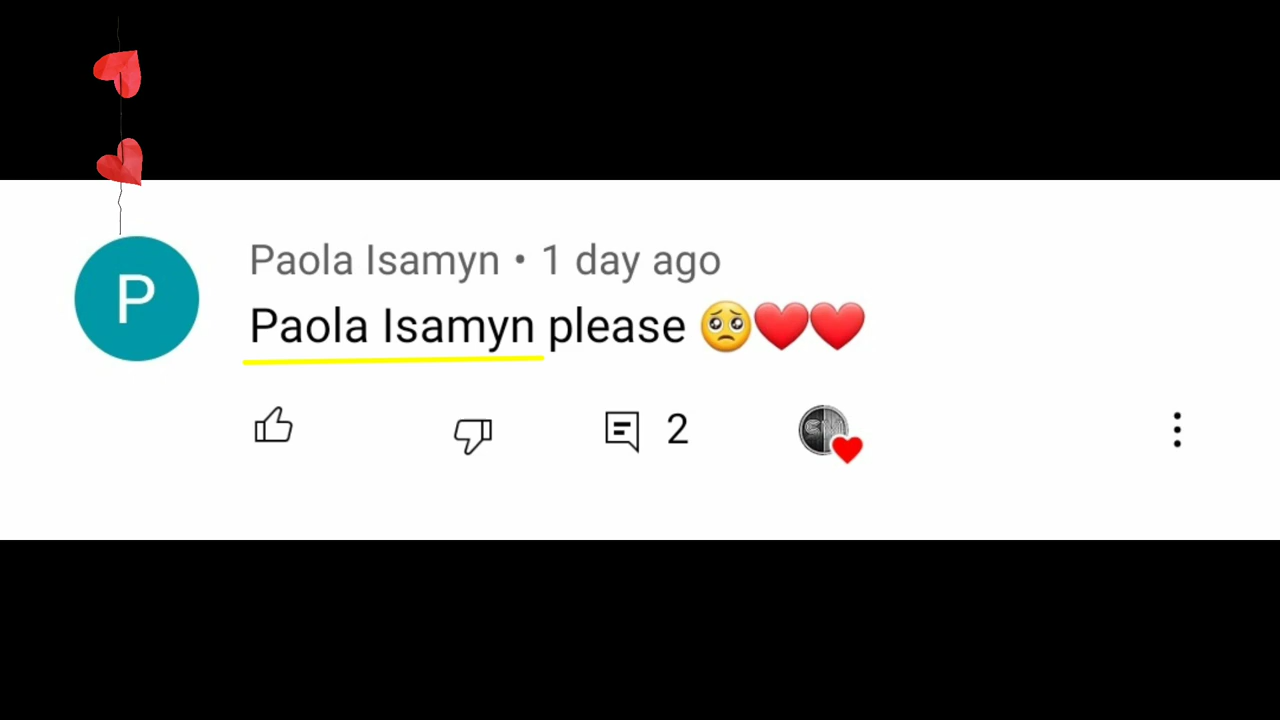 Paola Isamyn • 1 day ago
Paola Isamyn please 🥺❤️❤️
P
2